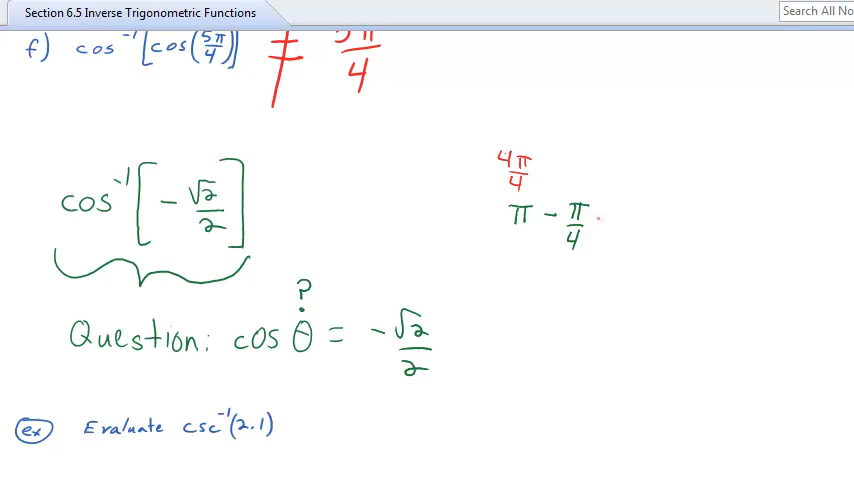 Section 6.5 Inverse Trigonometric Functions
Search All No
f) cos⁻¹[cos(5π/4)] ≠ 5π/4
4π/4
cos⁻¹[-√2/2]
π - π/4
?
Question: cos θ = -√2/2
ex Evaluate csc⁻¹(2.1)